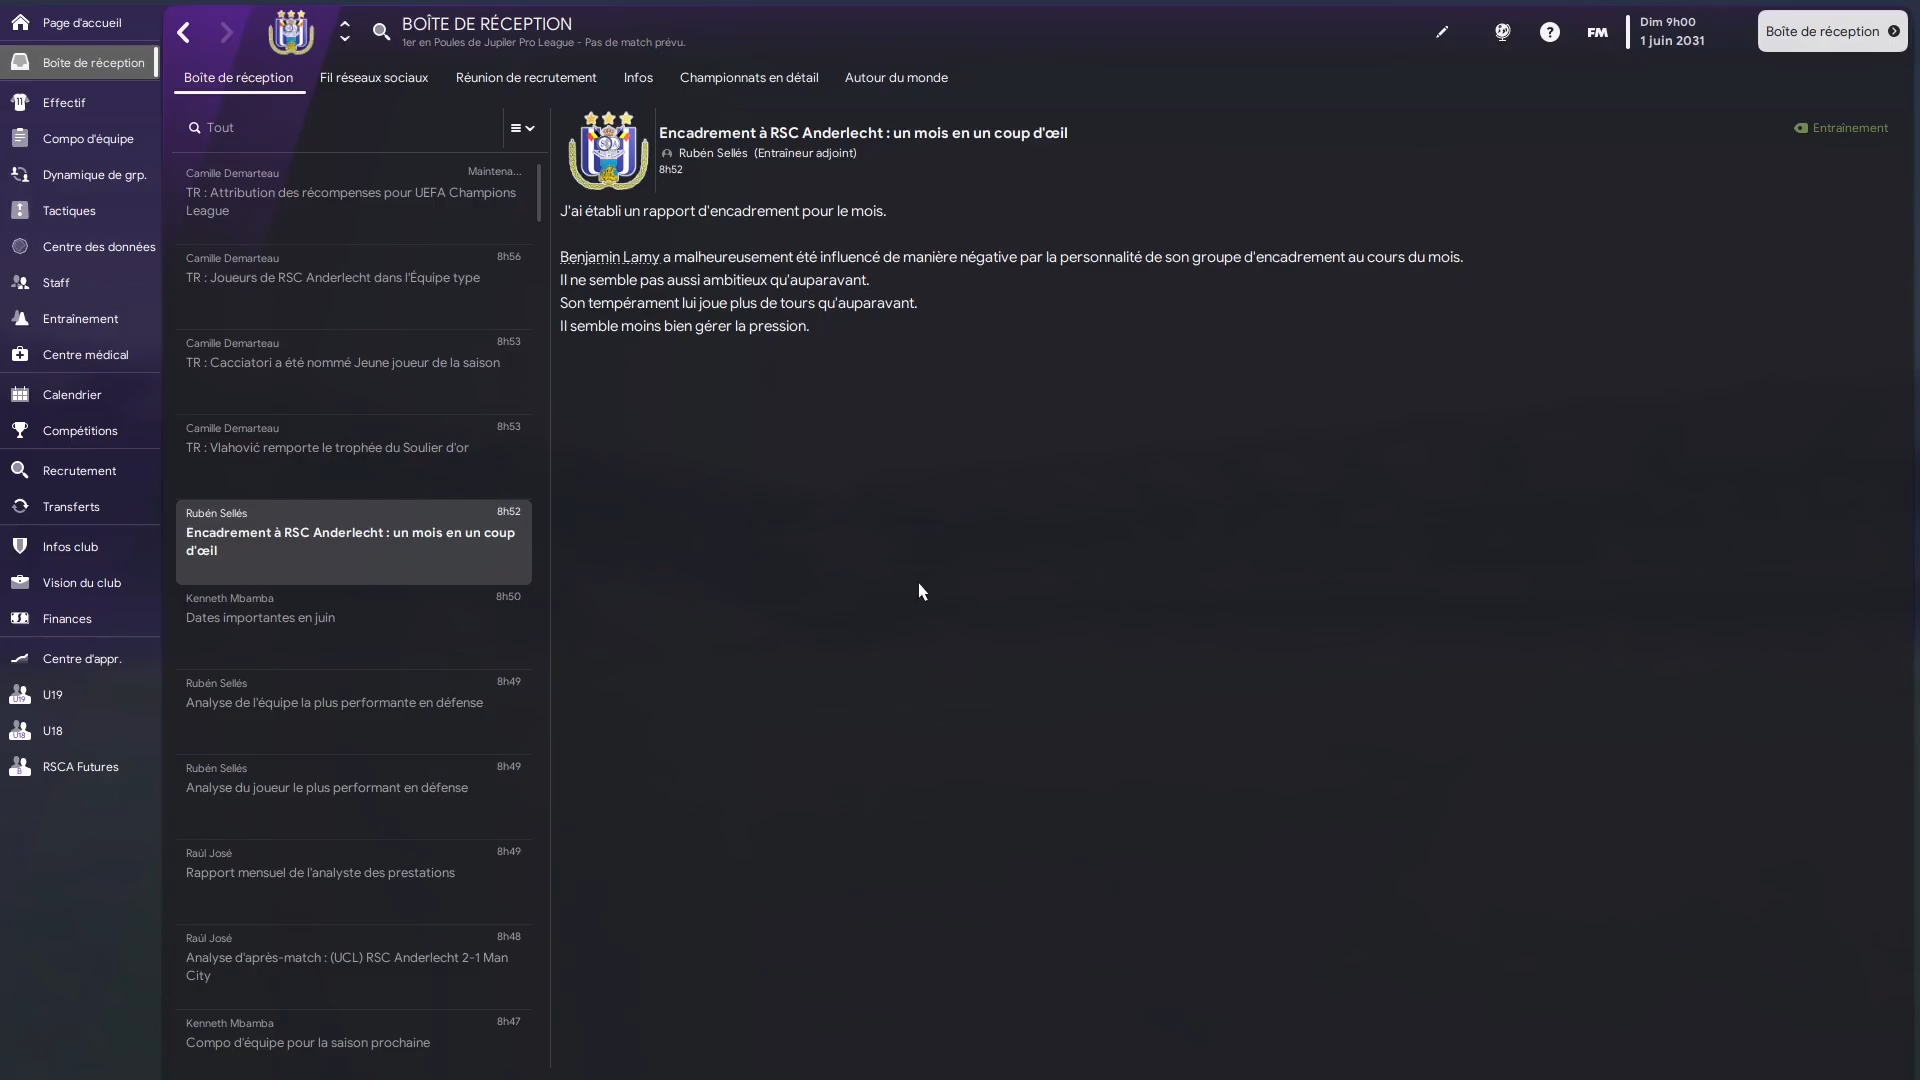 Page d'accueil
Boîte de réception
Effectif
Compo d'équipe
Dynamique de grp.
Tactiques
Centre des données
Staff
Entraînement
Centre médical
Calendrier
Compétitions
Recrutement
Transferts
Infos club
Vision du club
Finances
Centre d'appr.
U19
U19
U18
U18
B
RSCA Futures
BOÎTE DE RÉCEPTION
1er en Poules de Jupiler Pro League - Pas de match prévu.
FM
Dim 9h00
1 juin 2031
Boîte de réception
Boîte de réception
Fil réseaux sociaux
Réunion de recrutement
Infos
Championnats en détail
Autour du monde
Tout
Camille Demarteau
Maintena...
TR : Attribution des récompenses pour UEFA Champions
League
Camille Demarteau
8h56
TR : Joueurs de RSC Anderlecht dans l'Équipe type
Camille Demarteau
8h53
TR : Cacciatori a été nommé Jeune joueur de la saison
Camille Demarteau
8h53
TR : Vlahović remporte le trophée du Soulier d'or
Rubén Sellés
8h52
Encadrement à RSC Anderlecht : un mois en un coup
d'œil
Kenneth Mbamba
8h50
Dates importantes en juin
Rubén Sellés
8h49
Analyse de l'équipe la plus performante en défense
Rubén Sellés
8h49
Analyse du joueur le plus performant en défense
Raúl José
8h49
Rapport mensuel de l'analyste des prestations
Raúl José
8h48
Analyse d'après-match : (UCL) RSC Anderlecht 2-1 Man
City
Kenneth Mbamba
8h47
Compo d'équipe pour la saison prochaine
Encadrement à RSC Anderlecht : un mois en un coup d'œil
Rubén Sellés (Entraîneur adjoint)
8h52
Entraînement
J'ai établi un rapport d'encadrement pour le mois.
Benjamin Lamy a malheureusement été influencé de manière négative par la personnalité de son groupe d'encadrement au cours du mois.
Il ne semble pas aussi ambitieux qu'auparavant.
Son tempérament lui joue plus de tours qu'auparavant.
Il semble moins bien gérer la pression.